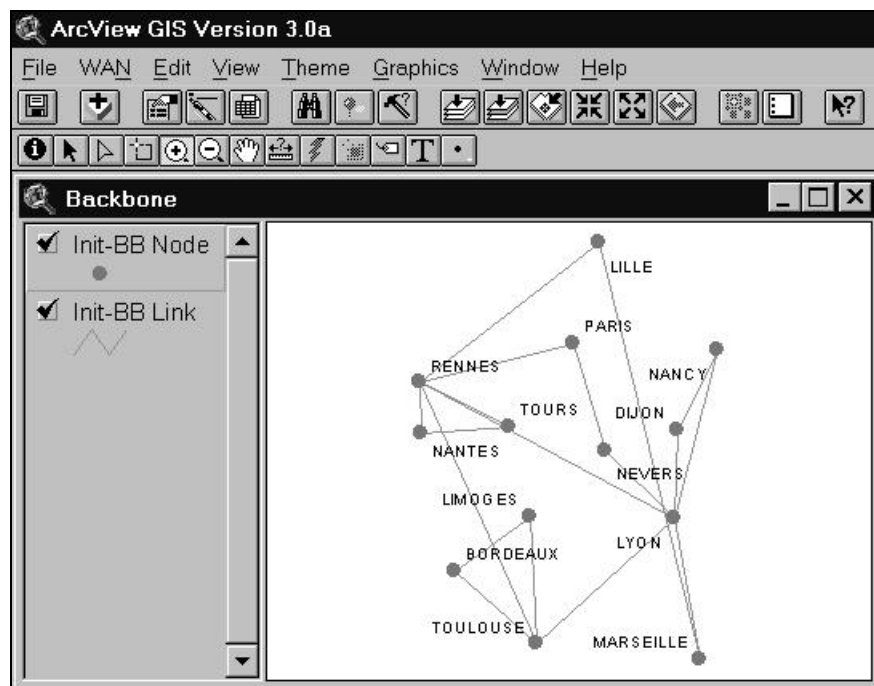 ArcView GIS Version 3.0a
File WAN Edit View Theme Graphics Window Help
T
Backbone
Init-BB Node
Init-BB Link
LILLE
PARIS
RENNES
NANCY
TOURS
DIJON
NANTES
NEVERS
LIMOGES
LYON
BORDEAUX
TOULOUSE
MARSEILLE